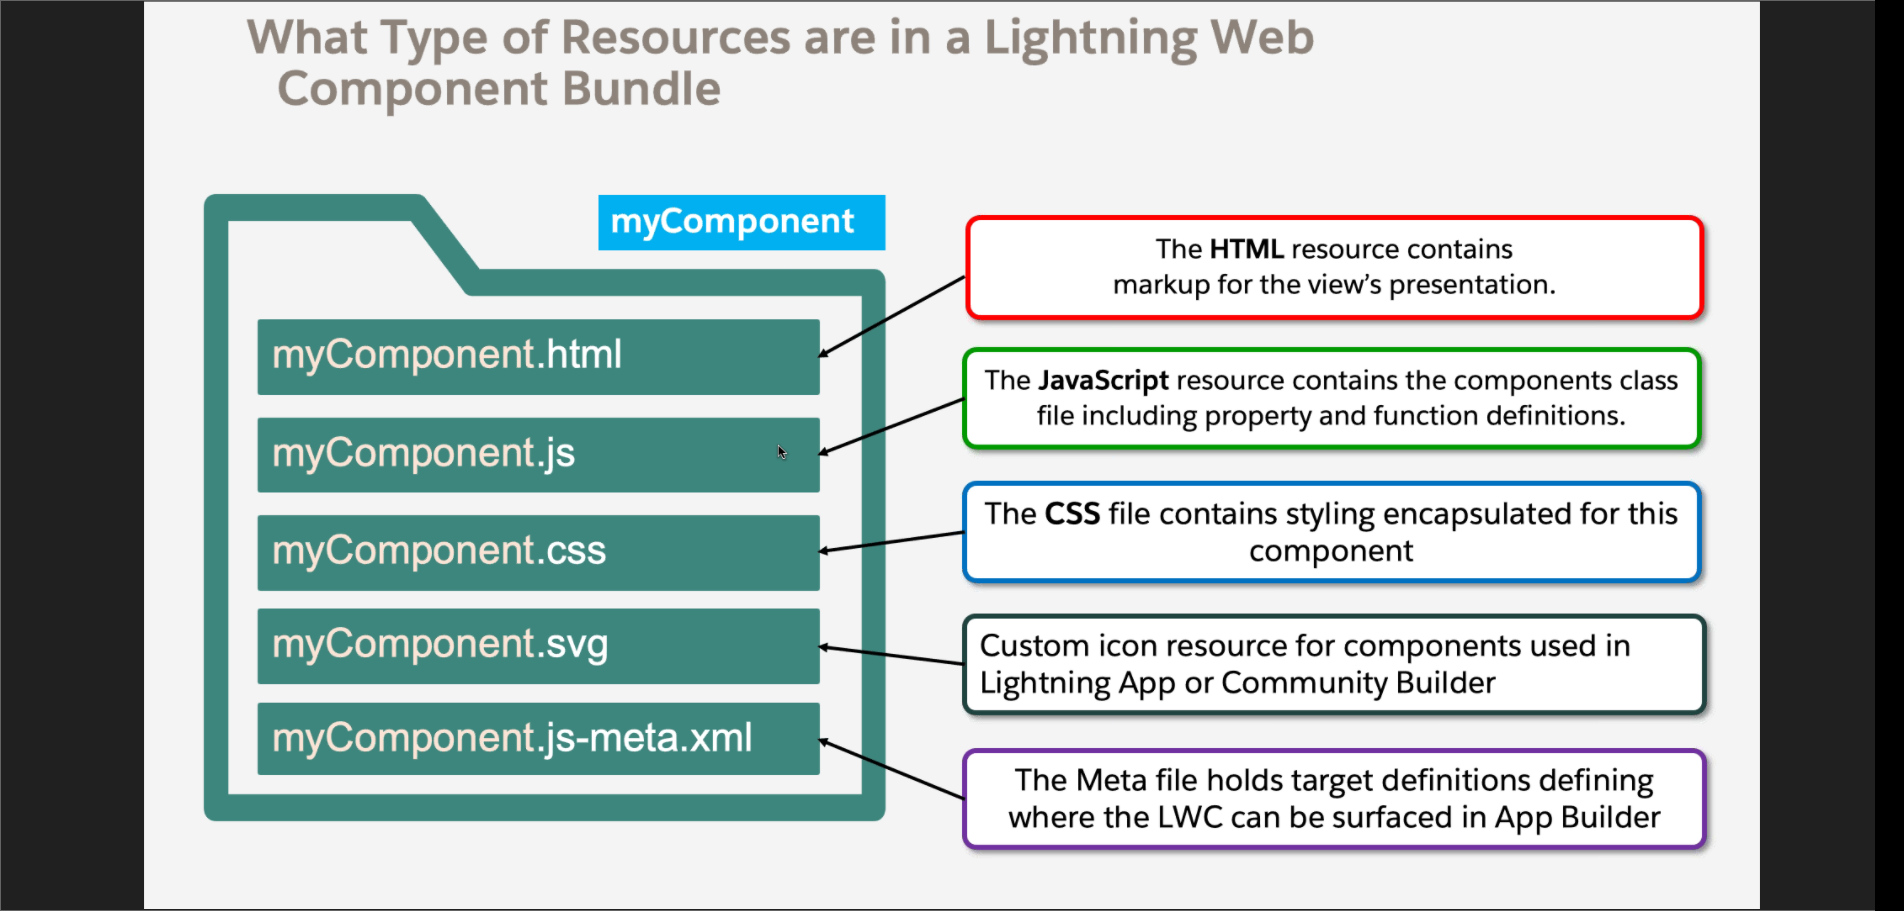 What Type of Resources are in a Lightning Web
Component Bundle
myComponent
myComponent.html
myComponent.js
myComponent.css
myComponent.svg
myComponent.js-meta.xml
The HTML resource contains
markup for the view’s presentation.
The JavaScript resource contains the components class
file including property and function definitions.
The CSS file contains styling encapsulated for this
component
Custom icon resource for components used in
Lightning App or Community Builder
The Meta file holds target definitions defining
where the LWC can be surfaced in App Builder